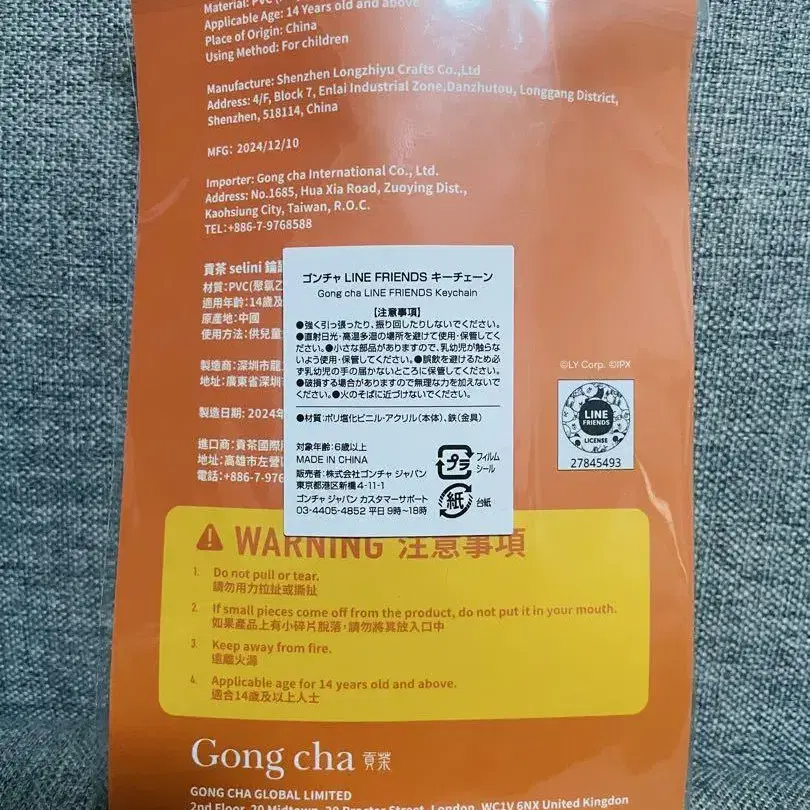 Material: PVC (
Applicable Age: 14 Years old and above
Place of Origin: China
Using Method: For children
Manufacture: Shenzhen Longzhiyu Crafts Co.,Ltd
Address: 4/F, Block 7, Enlai Industrial Zone,Danzhutou, Longgang District,
Shenzhen, 518114, China
MFG: 2024/12/10
Importer: Gong cha International Co., Ltd.
Address: No.1685, Hua Xia Road, Zuoying Dist.,
Kaohsiung City, Taiwan, R.O.C.
TEL:+886-7-9768588
貢茶 selini 鑰
材質:PVC(聚氯乙
適用年齡:14歲及
原産地:中國
使用方法:供兒童
製造商:深圳市龍
地址:廣東省深圳
製造日期: 2024
進口商:貢茶國際
地址:高雄市左營
電話:+886-7-976
ゴンチャ LINE FRIENDS キーチェーン
Gong cha LINE FRIENDS Keychain
【注意事項】
●強く引っ張ったり、振り回したりしないでください。
●直射日光・高温多湿の場所を避けて使用・保管してく
ださい。●小さな部品がありますので、乳幼児が触らな
いよう使用・保管してください。●誤飲を避けるため必
ず乳幼児の手の届かないところに保管してください。
●破損する場合がありますので無理な力を加えないで
ください。●火のそばに近づけないでください。
●材質:ポリ塩化ビニル・アクリル(本体)、鉄(金具)
対象年齢:6歳以上
MADE IN CHINA
販売者:株式会社ゴンチャ ジャパン
東京都港区新橋4-11-1
ゴンチャ ジャパン カスタマーサポート
03-4405-4852 平日9時〜18時
プラ
フィルム
シール
紙
台紙
©LY Corp. ©IPX
LINE
FRIENDS
LICENSE
27845493
WARNING 注意事項
1. Do not pull or tear.
請勿用力拉扯或撕扯
2. If small pieces come off from the product, do not put it in your mouth.
如果產品上有小碎片脫落,請勿將其放入口中
3. Keep away from fire.
遠離火源
4. Applicable age for 14 years old and above.
適合14歲及以上人士
Gong cha 貢茶
GONG CHA GLOBAL LIMITED
2nd Floor, 20 Midtown, 20 Procter Street, London, WC1V 6NX United Kingdon